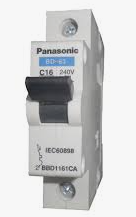 Panasonic
BD-63
C16 240V
IEC60898
BBD1161CA